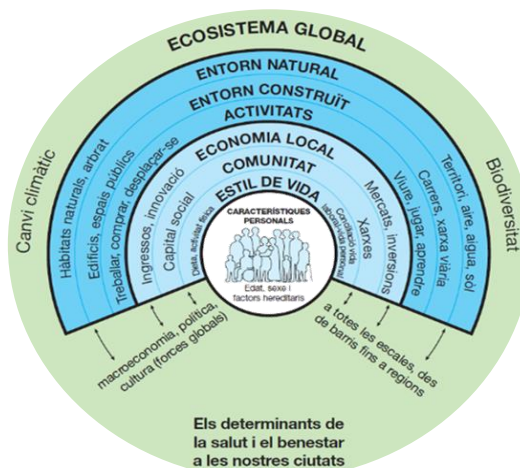 ECOSISTEMA GLOBAL
Canvi climàtic
Biodiversitat
ENTORN NATURAL
Hàbitats naturals, arbrat
Territori, aire, aigua, sòl
ENTORN CONSTRUÏT
Edificis, espais públics
Carrers, xarxa viària
ACTIVITATS
Treballar, comprar, desplaçar-se
Viure, jugar, aprendre
ECONOMIA LOCAL
Ingressos, innovació
Mercats, inversions
COMUNITAT
Capital social
Xarxes
ESTIL DE VIDA
Dieta, activitat física
Conciliació vida
laboral-vida personal
CARACTERÍSTIQUES
PERSONALS
Edat, sexe i
factors hereditaris
macroeconomia, política,
cultura (forces globals)
a totes les escales, des
de barris fins a regions
Els determinants de
la salut i el benestar
a les nostres ciutats